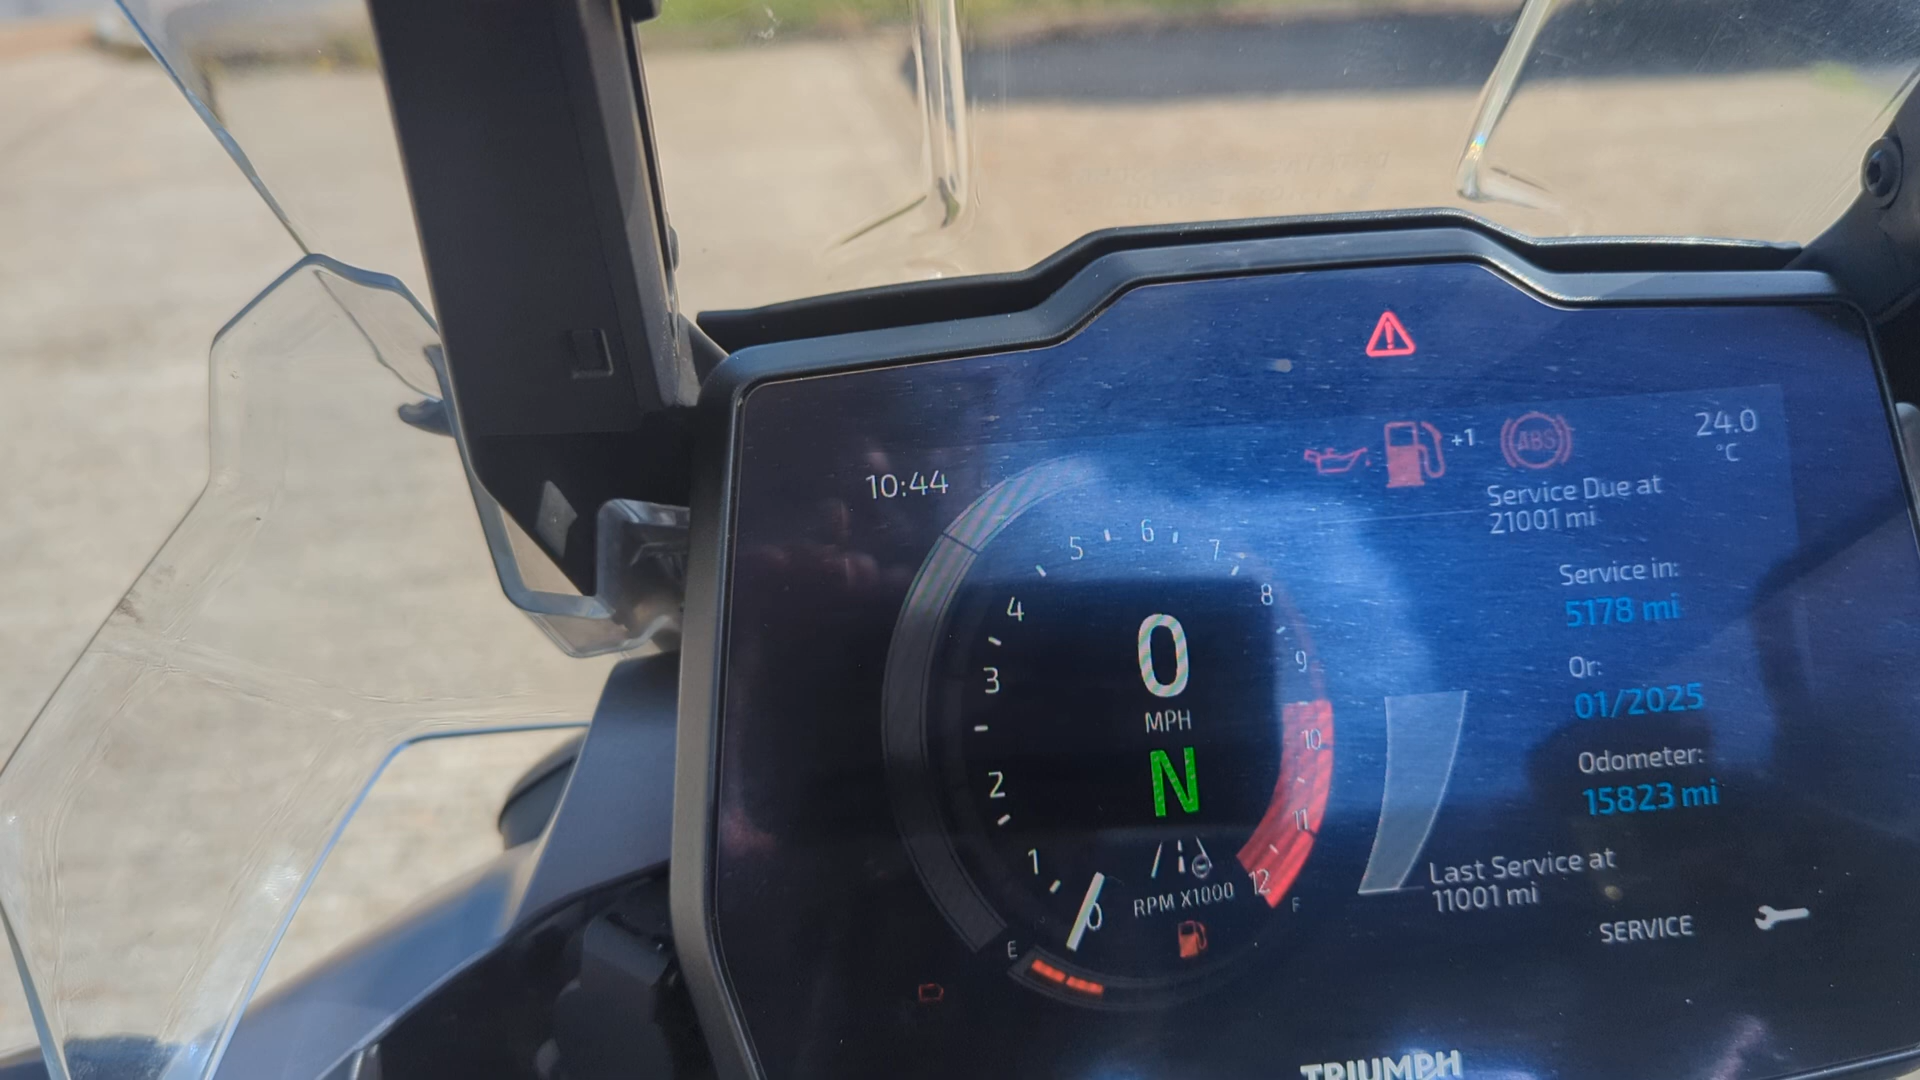 10:44
+1
ABS
24.0
°C
Service Due at
21001 mi
Service in:
5178 mi
Or:
01/2025
Odometer:
15823 mi
Last Service at
11001 mi
SERVICE
0
1
2
3
4
5
6
7
8
9
10
11
12
0
MPH
N
RPM X1000
E
F
TRIUMPH